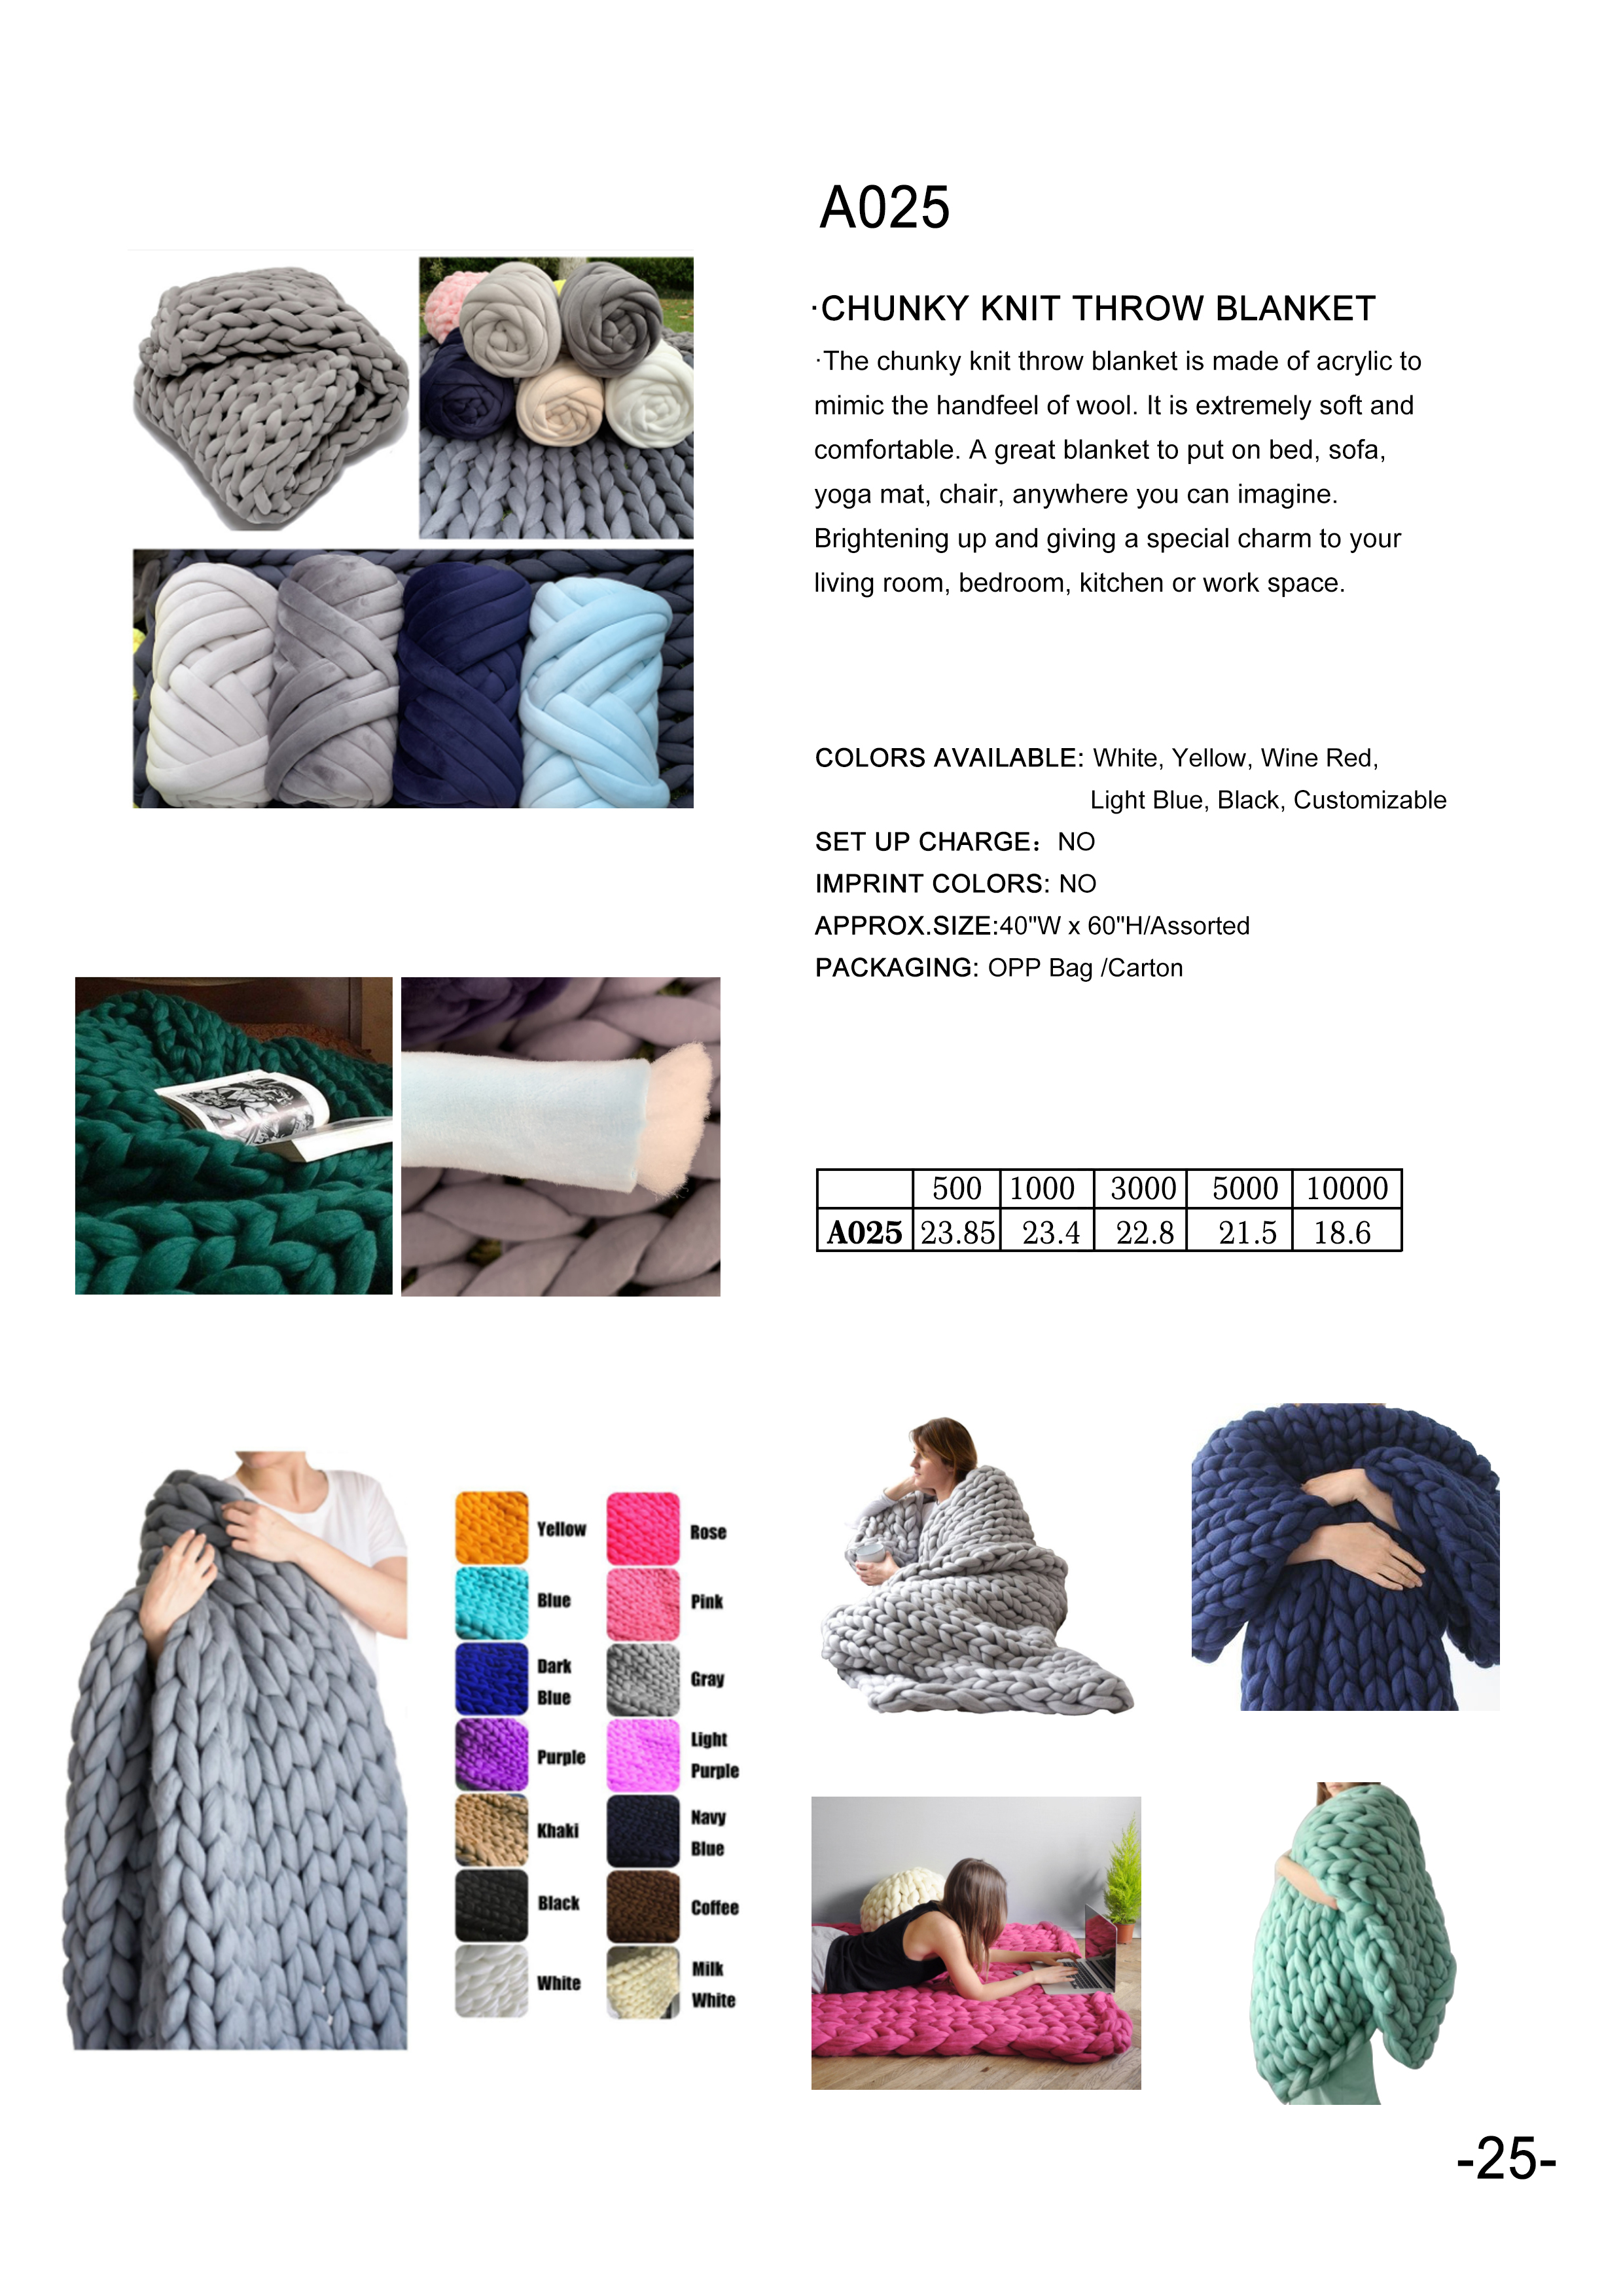 A025
·CHUNKY KNIT THROW BLANKET
·The chunky knit throw blanket is made of acrylic to
mimic the handfeel of wool. It is extremely soft and
comfortable. A great blanket to put on bed, sofa,
yoga mat, chair, anywhere you can imagine.
Brightening up and giving a special charm to your
living room, bedroom, kitchen or work space.
COLORS AVAILABLE: White, Yellow, Wine Red,
Light Blue, Black, Customizable
SET UP CHARGE：NO
IMPRINT COLORS: NO
APPROX.SIZE:40"W x 60"H/Assorted
PACKAGING: OPP Bag /Carton
500 1000 3000 5000 10000
A025 23.85 23.4 22.8 21.5 18.6
Yellow
Rose
Blue
Pink
Dark
Blue
Gray
Purple
Light
Purple
Khaki
Navy
Blue
Black
Coffee
White
Milk
White
-25-